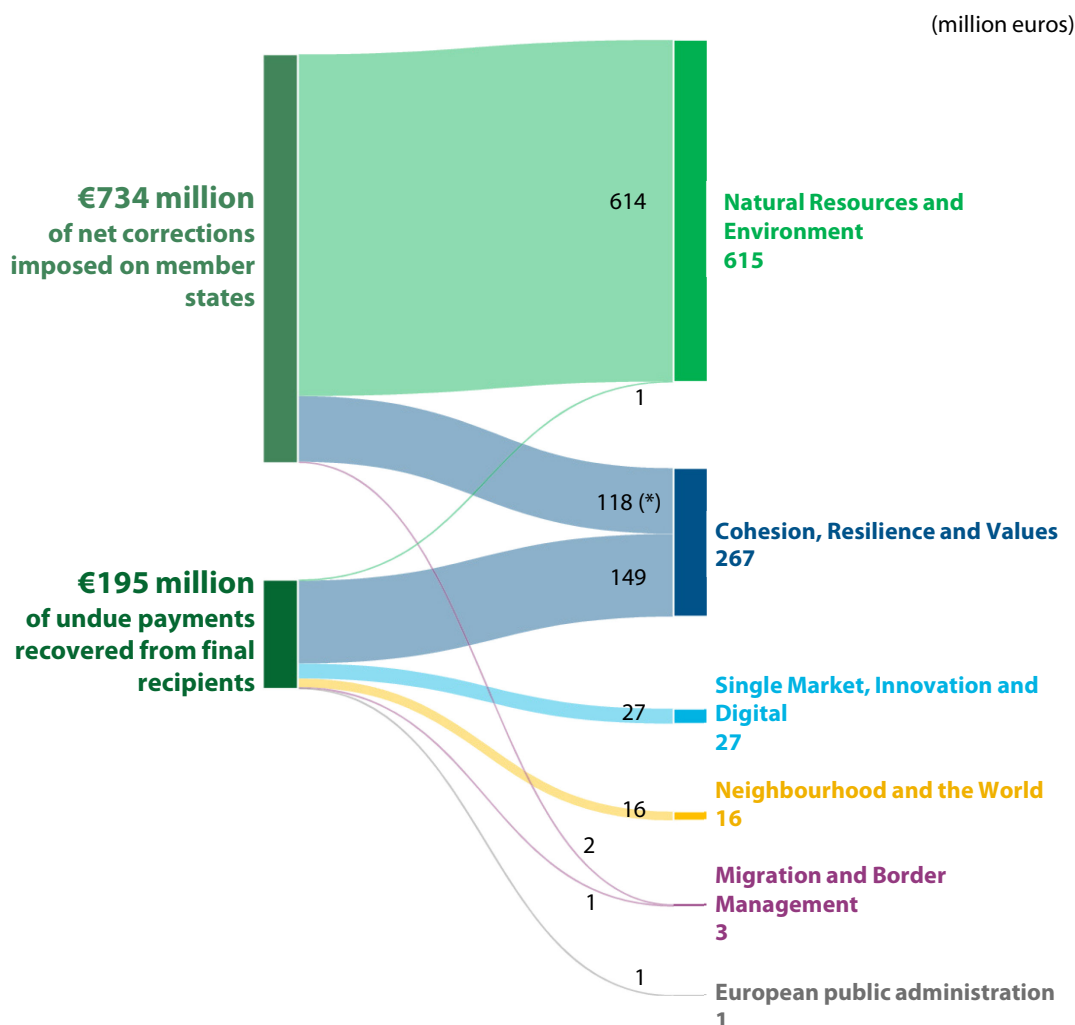 (million euros)
€734 million
of net corrections
imposed on member
states
614
Natural Resources and
Environment
615
1
118 (*)
Cohesion, Resilience and Values
267
€195 million
of undue payments
recovered from final
recipients
149
27
Single Market, Innovation and
Digital
27
16
Neighbourhood and the World
16
2
1
Migration and Border
Management
3
1
European public administration
1